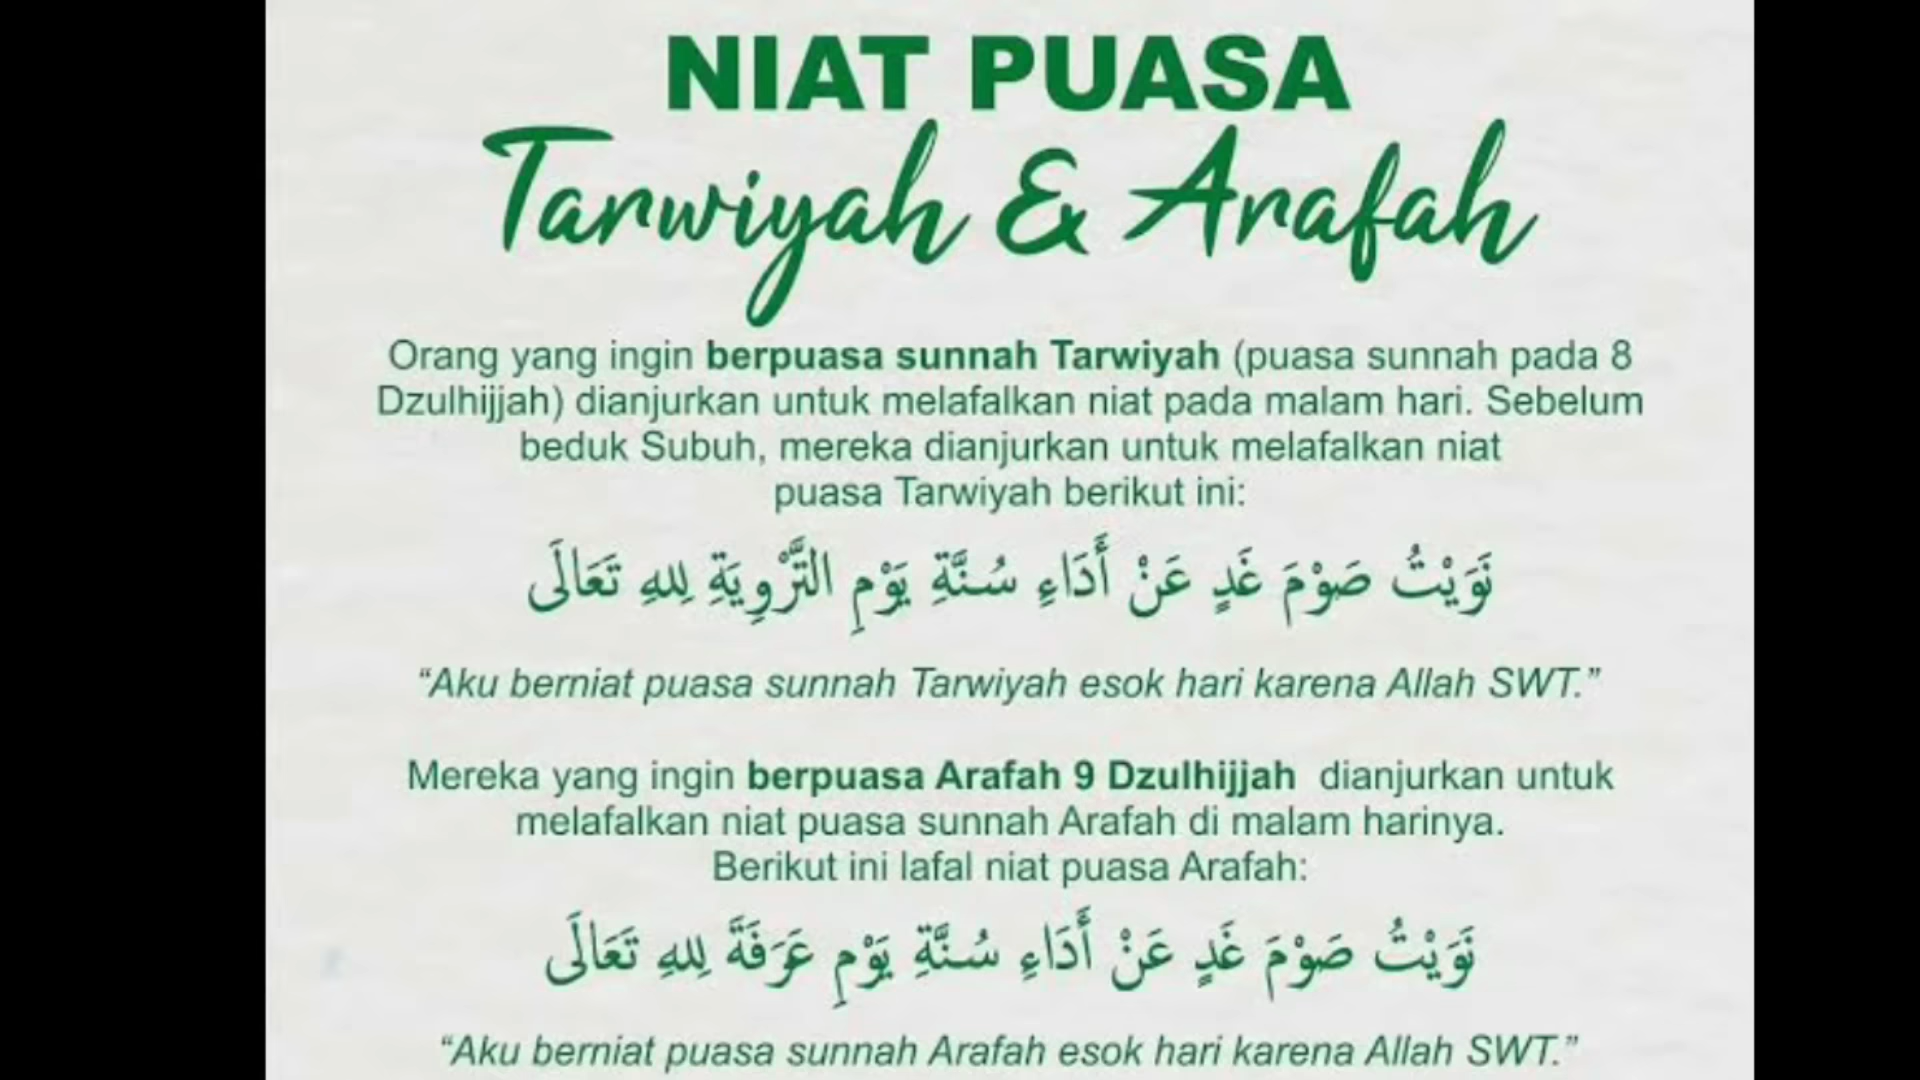 NIAT PUASA
Tarwiyah & Arafah
Orang yang ingin berpuasa sunnah Tarwiyah (puasa sunnah pada 8
Dzulhijjah) dianjurkan untuk melafalkan niat pada malam hari. Sebelum
beduk Subuh, mereka dianjurkan untuk melafalkan niat
puasa Tarwiyah berikut ini:
نَوَيْتُ صَوْمَ غَدٍ عَنْ أَدَاءِ سُنَّةِ يَوْمِ التَّرْوِيَةِ لِلهِ تَعَالَى
“Aku berniat puasa sunnah Tarwiyah esok hari karena Allah SWT.”
Mereka yang ingin berpuasa Arafah 9 Dzulhijjah dianjurkan untuk
melafalkan niat puasa sunnah Arafah di malam harinya.
Berikut ini lafal niat puasa Arafah:
نَوَيْتُ صَوْمَ غَدٍ عَنْ أَدَاءِ سُنَّةِ يَوْمِ عَرَفَةَ لِلهِ تَعَالَى
“Aku berniat puasa sunnah Arafah esok hari karena Allah SWT.”